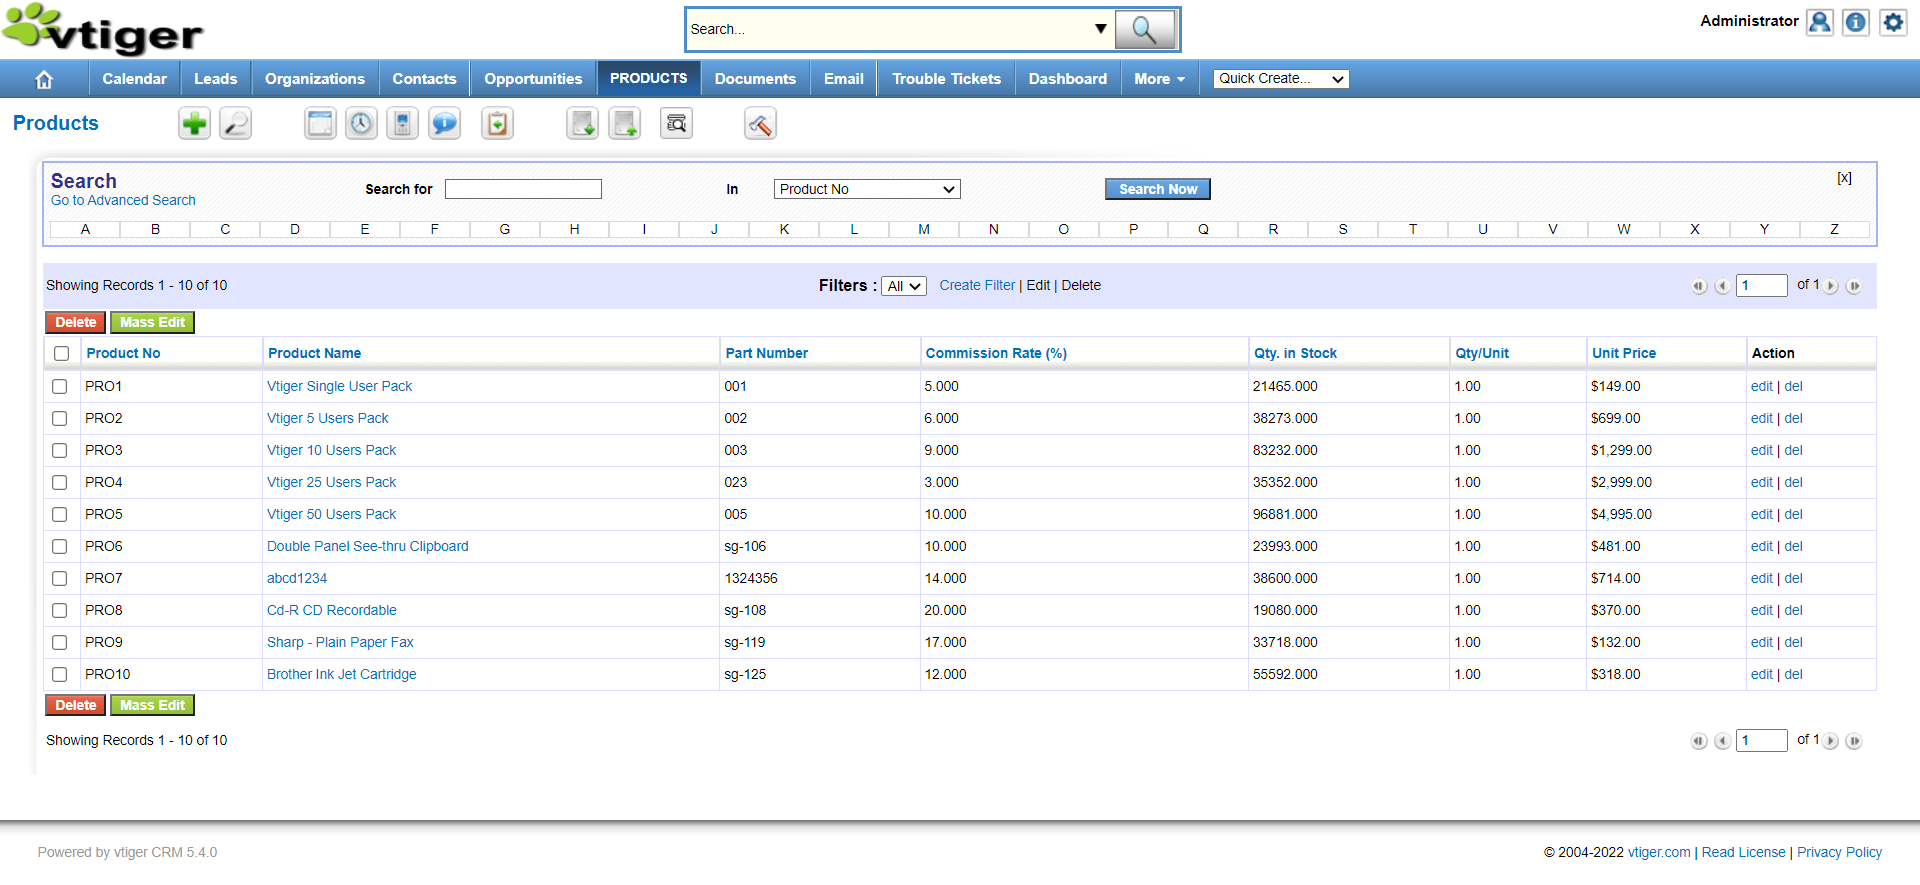 vtiger
Search...
Administrator
Calendar Leads Organizations Contacts Opportunities PRODUCTS Documents Email Trouble Tickets Dashboard More Quick Create...
Products
Search
Go to Advanced Search
Search for In Product No Search Now [x]
A B C D E F G H I J K L M N O P Q R S T U V W X Y Z
Showing Records 1 - 10 of 10 Filters : All Create Filter | Edit | Delete 1 of 1
Delete Mass Edit
Product No Product Name Part Number Commission Rate (%) Qty. in Stock Qty/Unit Unit Price Action
PRO1 Vtiger Single User Pack 001 5.000 21465.000 1.00 $149.00 edit | del
PRO2 Vtiger 5 Users Pack 002 6.000 38273.000 1.00 $699.00 edit | del
PRO3 Vtiger 10 Users Pack 003 9.000 83232.000 1.00 $1,299.00 edit | del
PRO4 Vtiger 25 Users Pack 023 3.000 35352.000 1.00 $2,999.00 edit | del
PRO5 Vtiger 50 Users Pack 005 10.000 96881.000 1.00 $4,995.00 edit | del
PRO6 Double Panel See-thru Clipboard sg-106 10.000 23993.000 1.00 $481.00 edit | del
PRO7 abcd1234 1324356 14.000 38600.000 1.00 $714.00 edit | del
PRO8 Cd-R CD Recordable sg-108 20.000 19080.000 1.00 $370.00 edit | del
PRO9 Sharp - Plain Paper Fax sg-119 17.000 33718.000 1.00 $132.00 edit | del
PRO10 Brother Ink Jet Cartridge sg-125 12.000 55592.000 1.00 $318.00 edit | del
Delete Mass Edit
Showing Records 1 - 10 of 10 1 of 1
Powered by vtiger CRM 5.4.0 © 2004-2022 vtiger.com | Read License | Privacy Policy